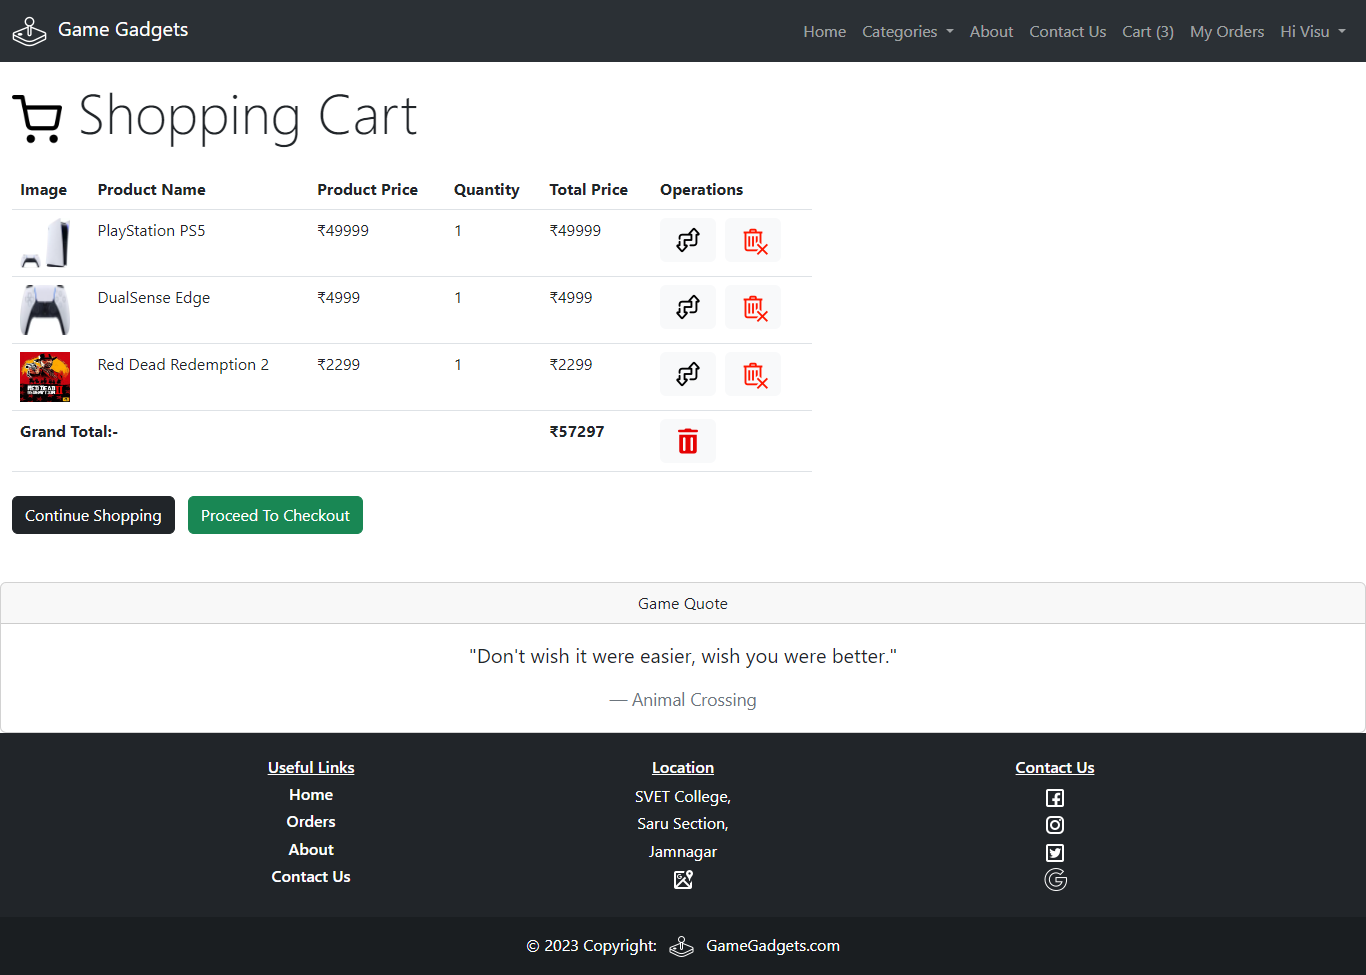 Game Gadgets
Home Categories About Contact Us Cart (3) My Orders Hi Visu
Shopping Cart
Image Product Name Product Price Quantity Total Price Operations
PlayStation PS5 ₹49999 1 ₹49999
DualSense Edge ₹4999 1 ₹4999
Red Dead Redemption 2 ₹2299 1 ₹2299
RED DEAD
REDEMPTION II
Grand Total:- ₹57297
Continue Shopping Proceed To Checkout
Game Quote
"Don't wish it were easier, wish you were better."
— Animal Crossing
Useful Links
Home
Orders
About
Contact Us
Location
SVET College,
Saru Section,
Jamnagar
Contact Us
© 2023 Copyright: GameGadgets.com